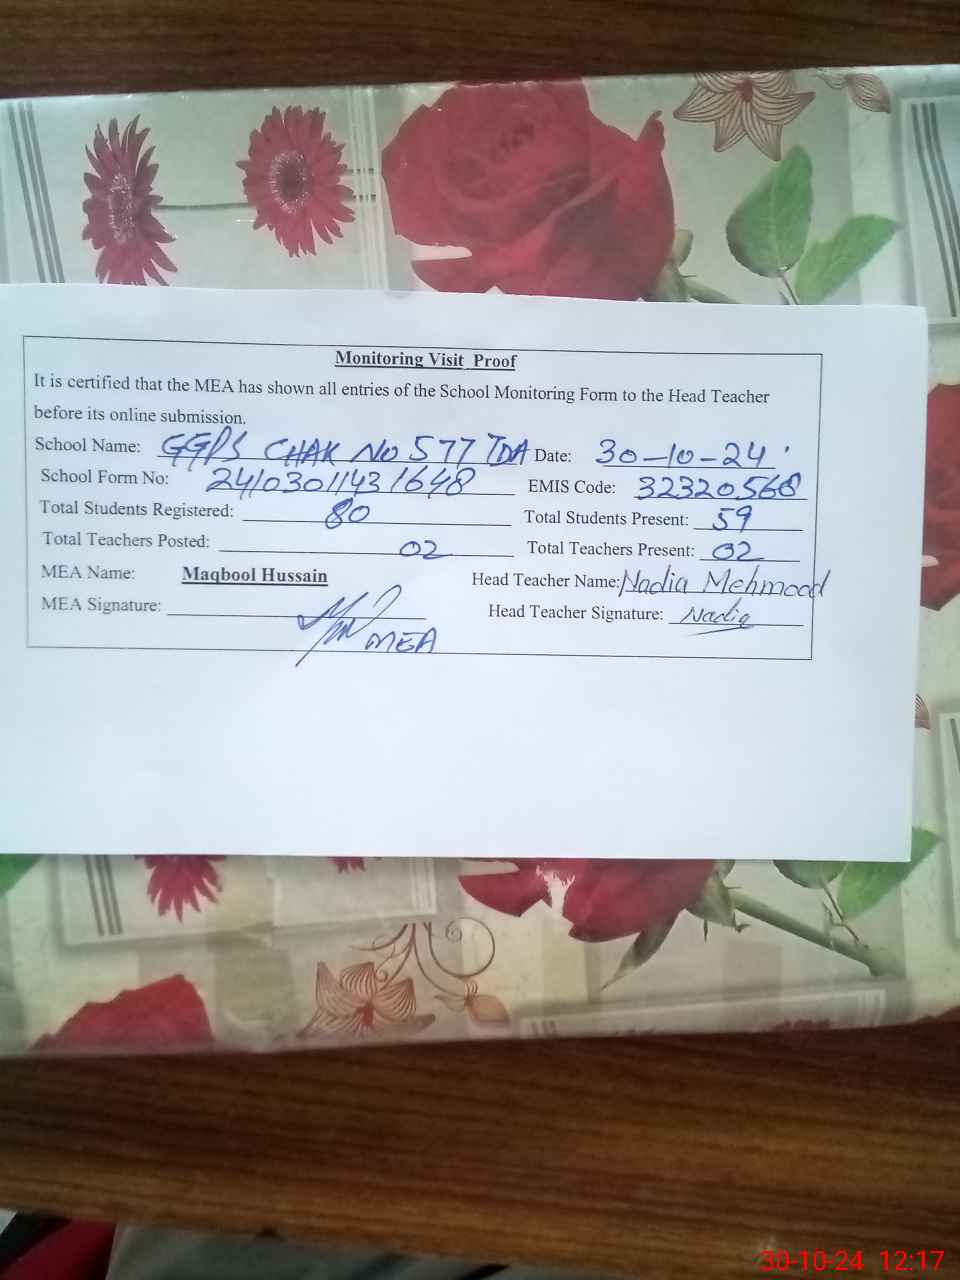 Monitoring Visit Proof
It is certified that the MEA has shown all entries of the School Monitoring Form to the Head Teacher
before its online submission.
School Name: GGPS CHAK No 577 TDA Date: 30-10-24
School Form No: 24103011431648 EMIS Code: 32320568
Total Students Registered: 80 Total Students Present: 59
Total Teachers Posted: 02 Total Teachers Present: 02
MEA Name: Maqbool Hussain Head Teacher Name: Nadia Mehmood
MEA Signature: MEA Head Teacher Signature: Nadia
30-10-24 12:17